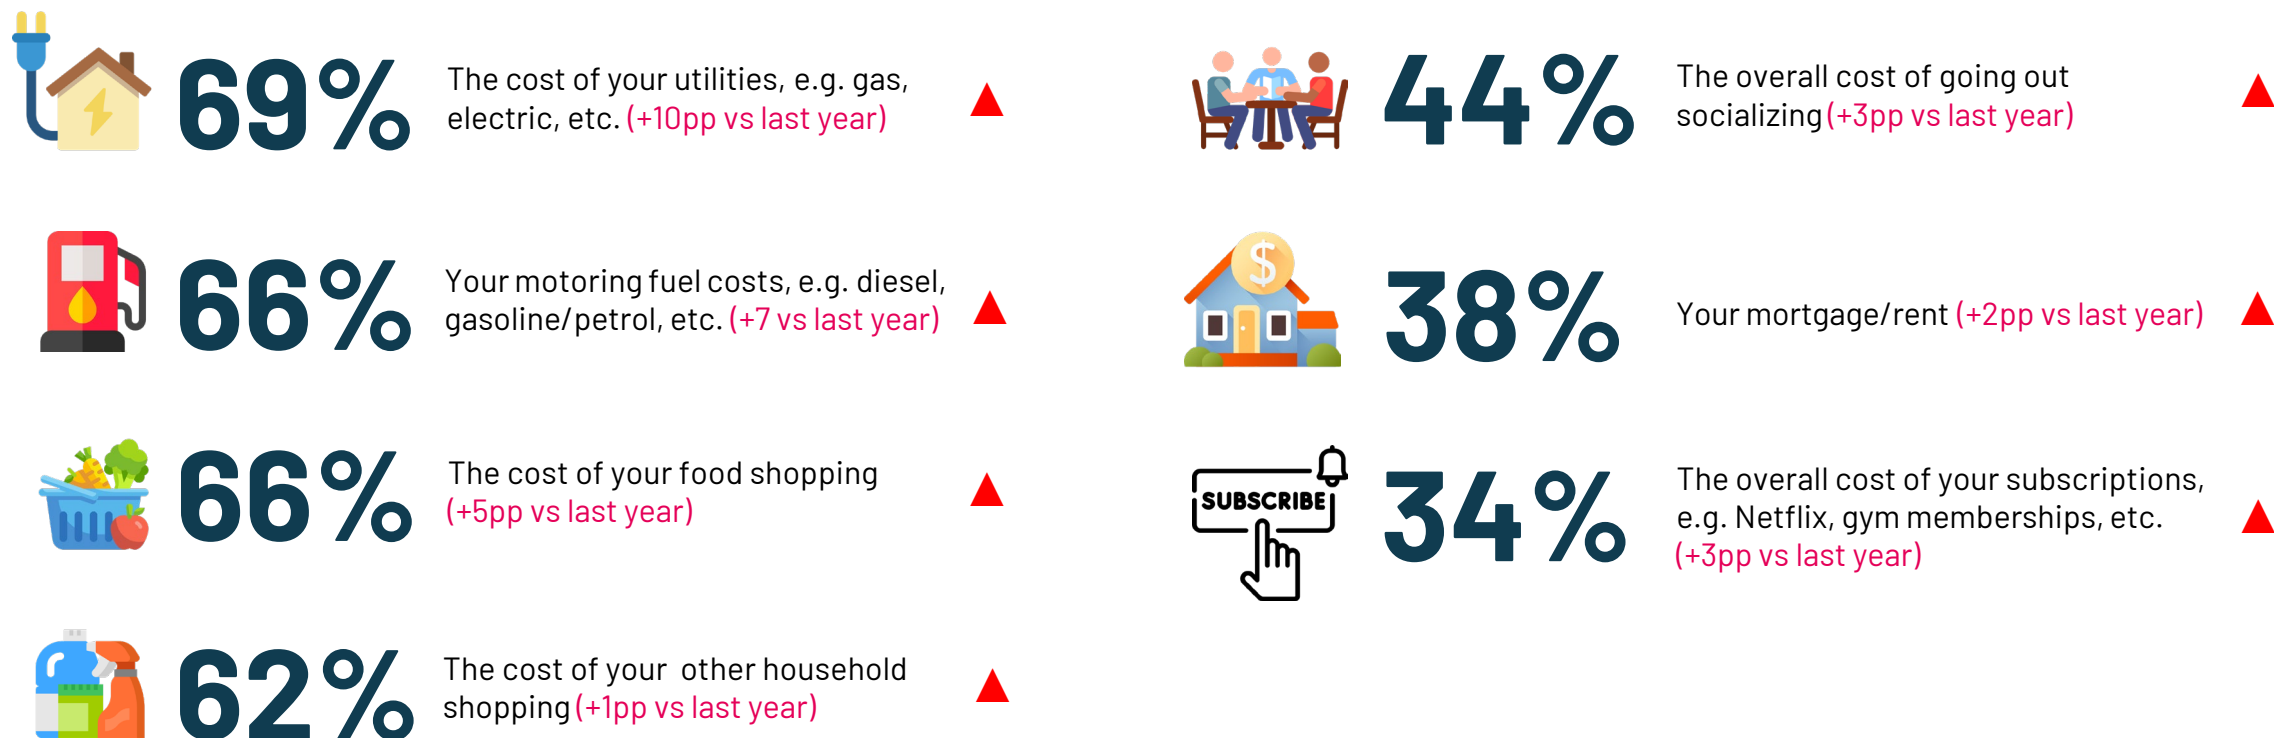 69%
The cost of your utilities, e.g. gas,
electric, etc. (+10pp vs last year)
66%
Your motoring fuel costs, e.g. diesel,
gasoline/petrol, etc. (+7 vs last year)
66%
The cost of your food shopping
(+5pp vs last year)
62%
The cost of your other household
shopping (+1pp vs last year)
44%
The overall cost of going out
socializing (+3pp vs last year)
$
38%
Your mortgage/rent (+2pp vs last year)
SUBSCRIBE
34%
The overall cost of your subscriptions,
e.g. Netflix, gym memberships, etc.
(+3pp vs last year)